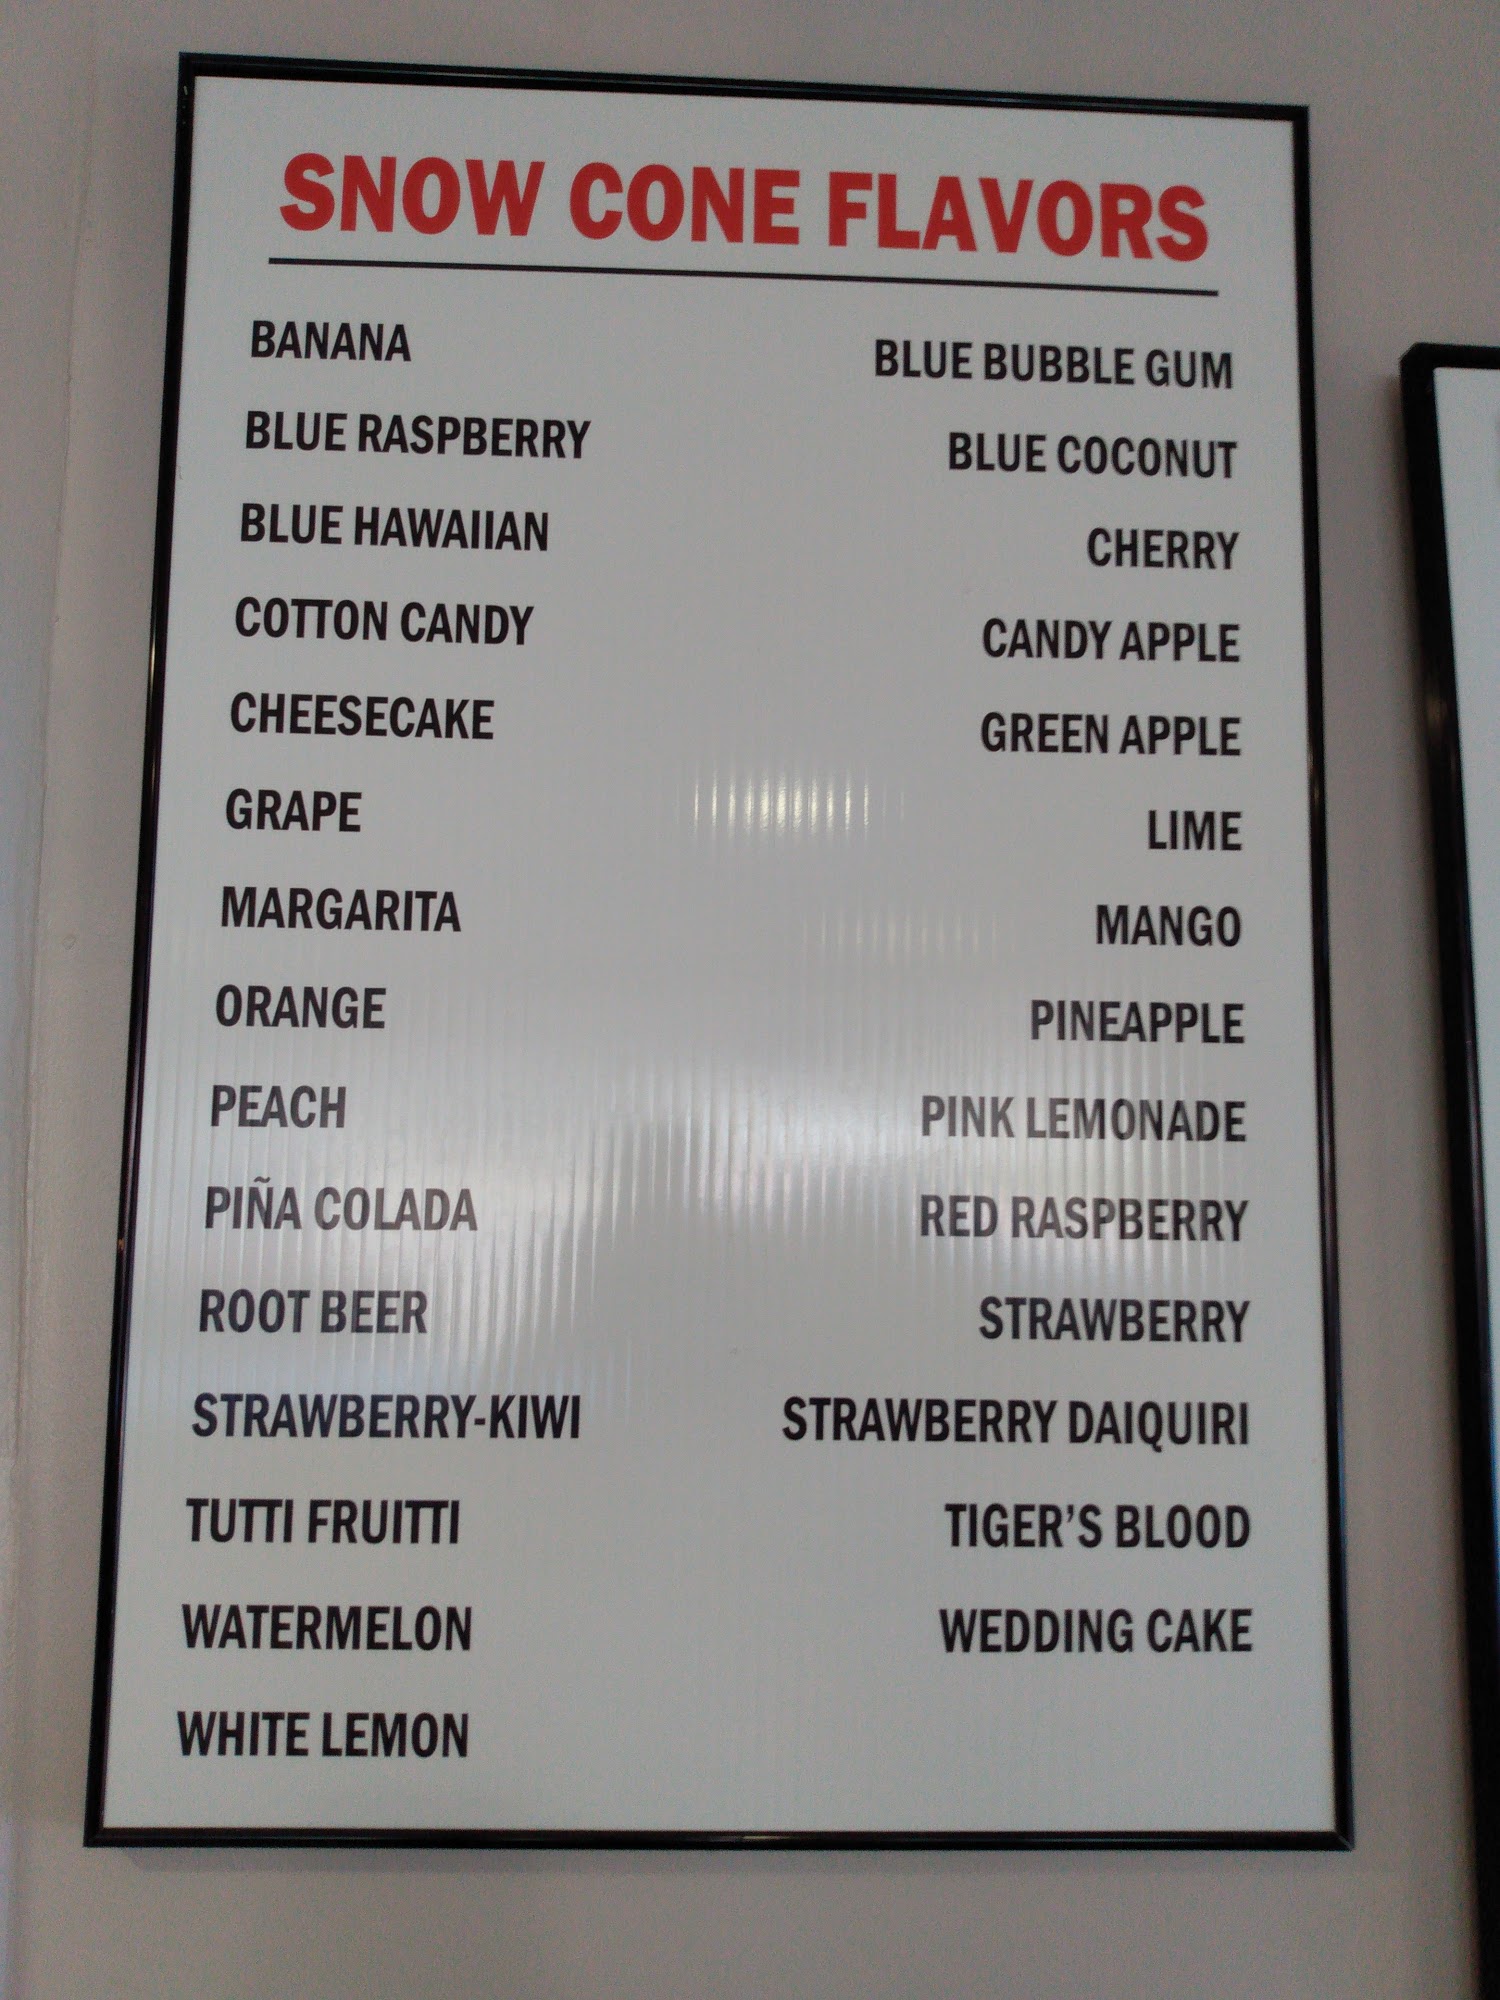 SNOW CONE FLAVORS
BANANA
BLUE BUBBLE GUM
BLUE RASPBERRY
BLUE COCONUT
BLUE HAWAIIAN
CHERRY
COTTON CANDY
CANDY APPLE
CHEESECAKE
GREEN APPLE
GRAPE
LIME
MARGARITA
MANGO
ORANGE
PINEAPPLE
PEACH
PINK LEMONADE
PIÑA COLADA
RED RASPBERRY
ROOT BEER
STRAWBERRY
STRAWBERRY-KIWI
STRAWBERRY DAIQUIRI
TUTTI FRUITTI
TIGER'S BLOOD
WATERMELON
WEDDING CAKE
WHITE LEMON